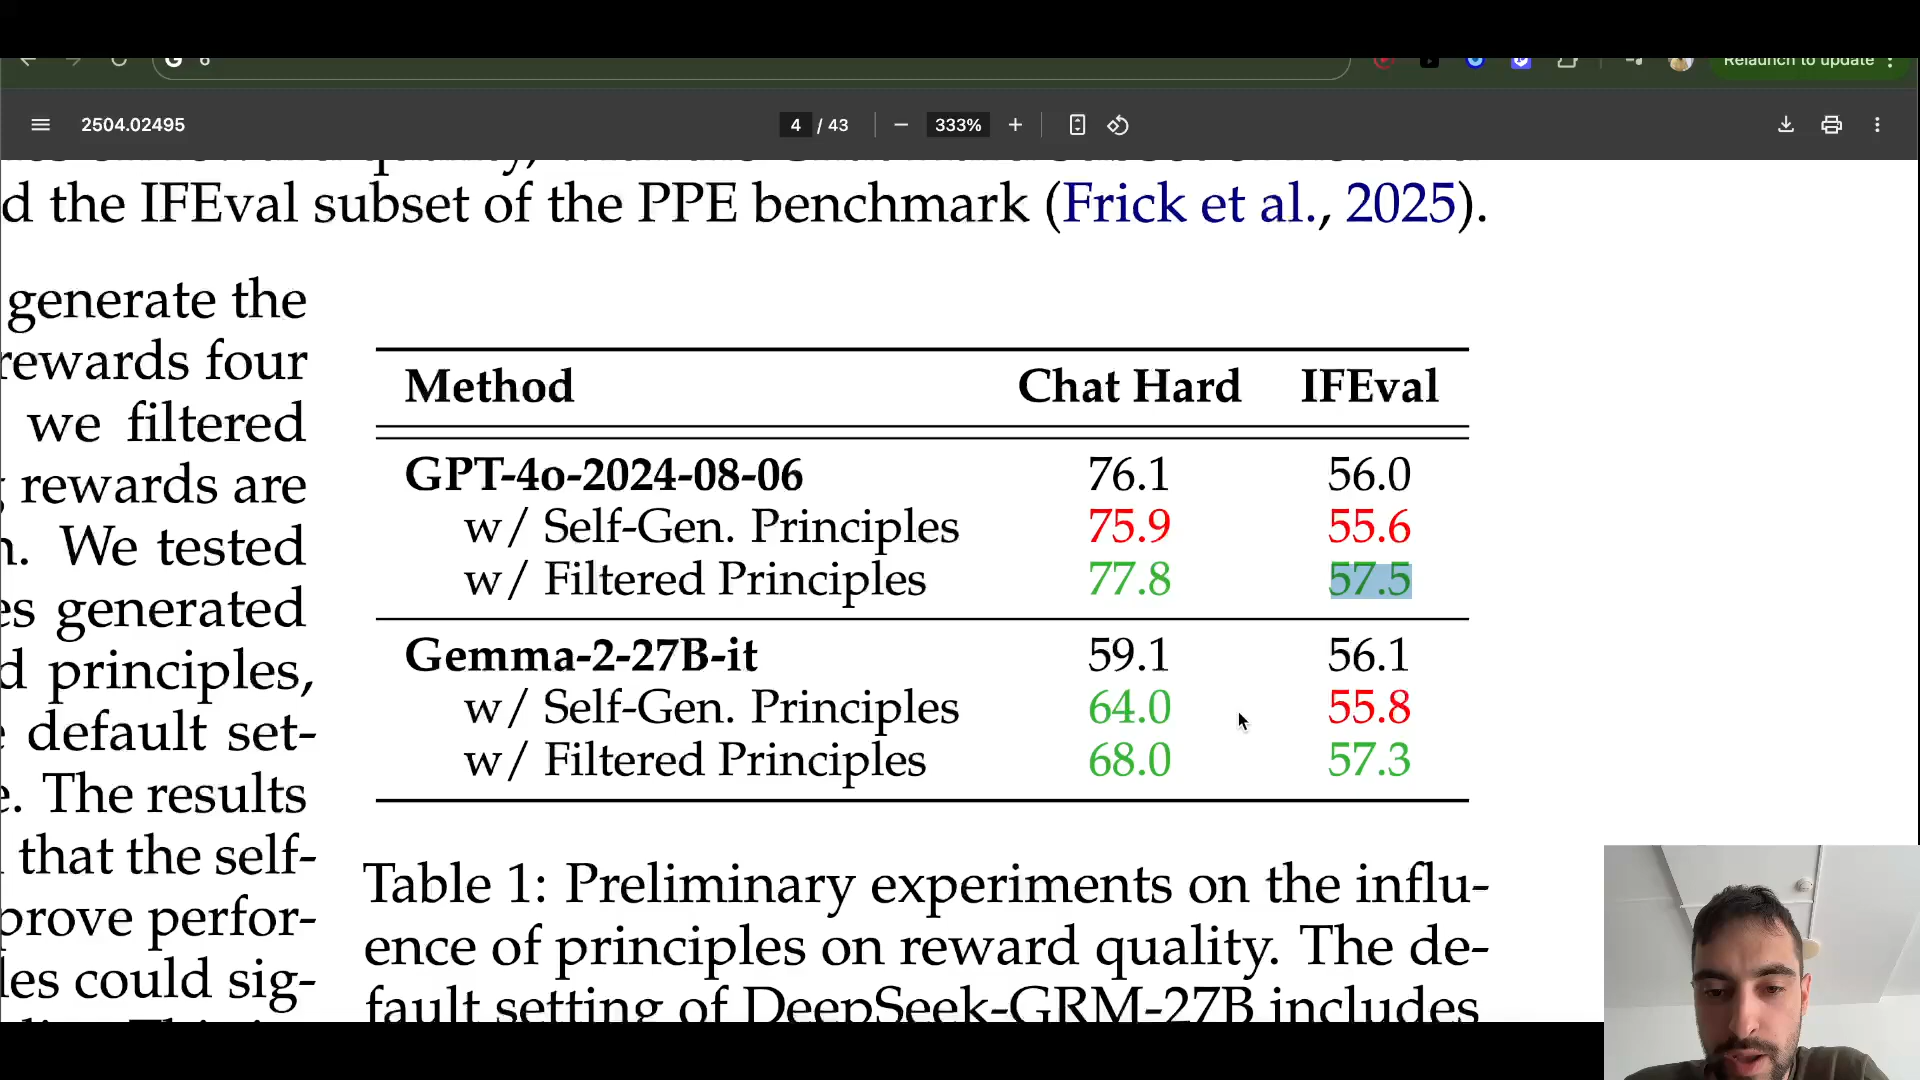 Relaunch to update
2504.02495
4 / 43
333%
d the IFEval subset of the PPE benchmark (Frick et al., 2025).
generate the
rewards four
we filtered
rewards are
We tested
es generated
d principles,
default set-
The results
that the self-
prove perfor-
les could sig-
Method Chat Hard IFEval
GPT-4o-2024-08-06 76.1 56.0
w/ Self-Gen. Principles 75.9 55.6
w/ Filtered Principles 77.8 57.5
Gemma-2-27B-it 59.1 56.1
w/ Self-Gen. Principles 64.0 55.8
w/ Filtered Principles 68.0 57.3
Table 1: Preliminary experiments on the influ-
ence of principles on reward quality. The de-
fault setting of DeepSeek-GRM-27B includes